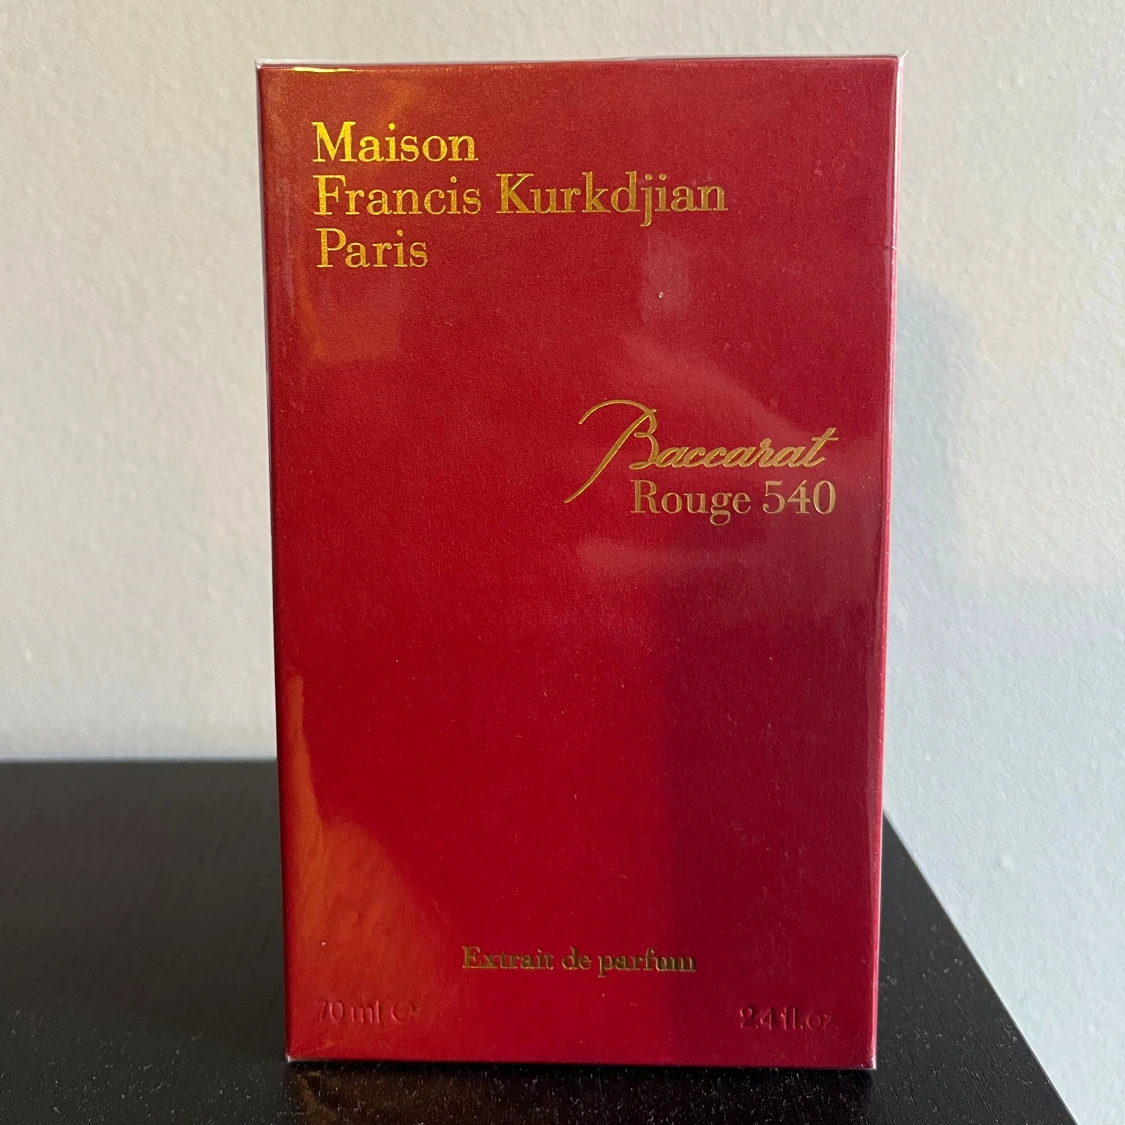 Maison
Francis Kurkdjian
Paris
Baccarat
Rouge 540
Extrait de parfum
70 ml ℮ 2.4 fl.oz.